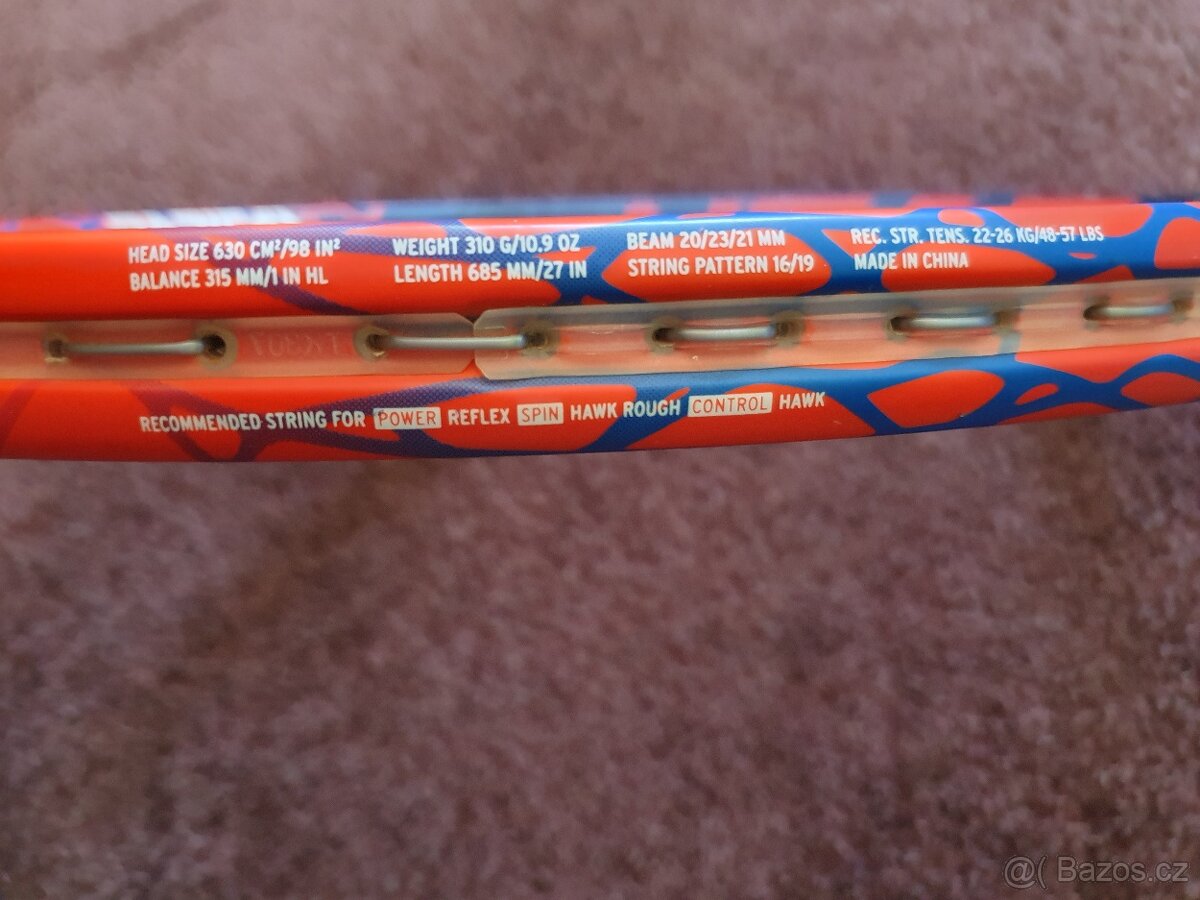 HEAD SIZE 630 CM²/98 IN²
BALANCE 315 MM/1 IN HL
WEIGHT 310 G/10.9 OZ
LENGTH 685 MM/27 IN
BEAM 20/23/21 MM
STRING PATTERN 16/19
REC. STR. TENS. 22-26 KG/48-57 LBS
MADE IN CHINA
RECOMMENDED STRING FOR POWER REFLEX SPIN HAWK ROUGH CONTROL HAWK
@( Bazos.cz